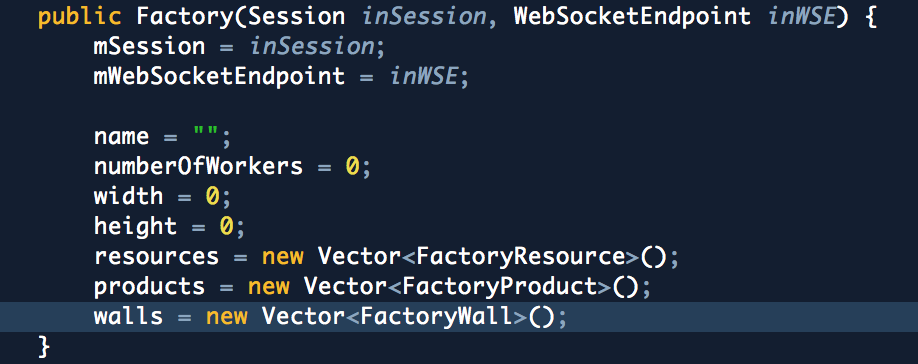 public Factory(Session inSession, WebSocketEndpoint inWSE) {
mSession = inSession;
mWebSocketEndpoint = inWSE;
name = "";
numberOfWorkers = 0;
width = 0;
height = 0;
resources = new Vector<FactoryResource>();
products = new Vector<FactoryProduct>();
walls = new Vector<FactoryWall>();
}